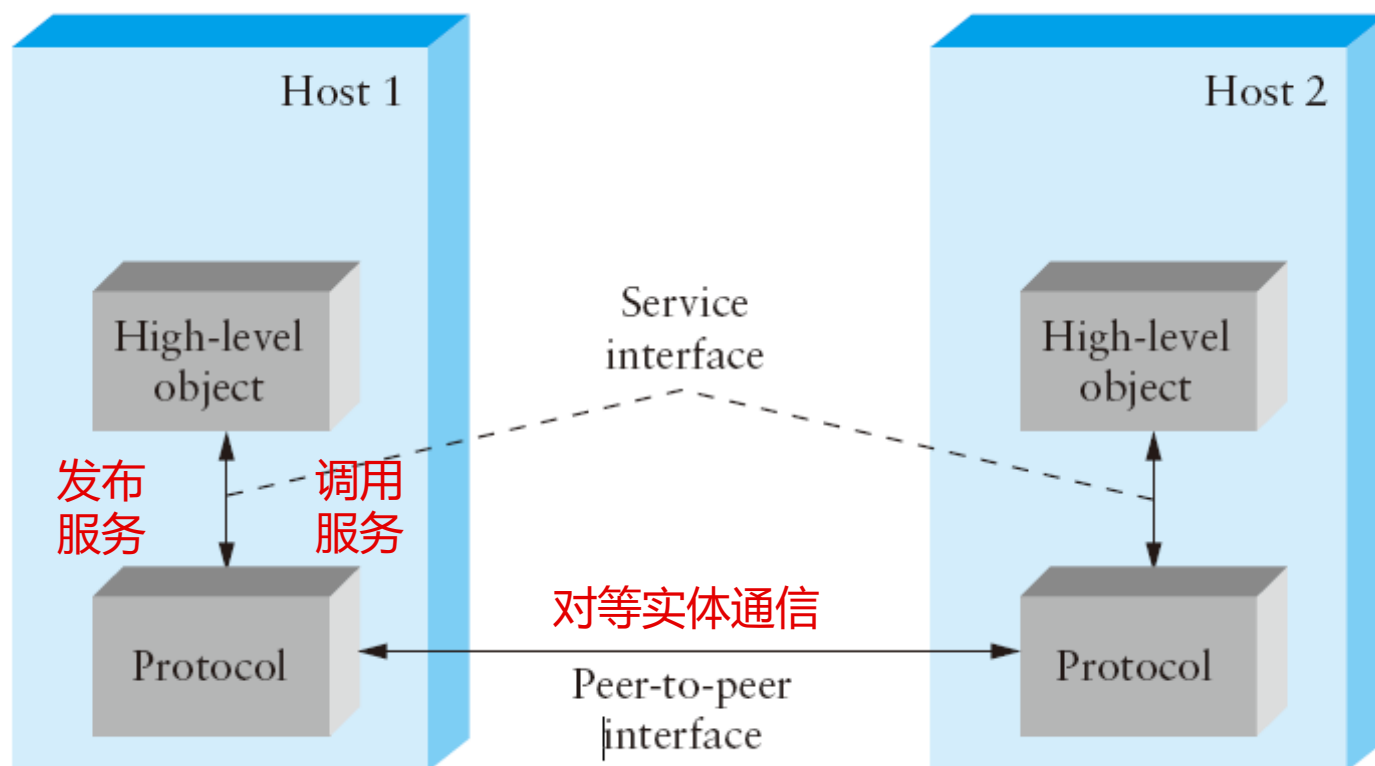 Host 1
Host 2
High-level
object
Service
interface
High-level
object
发布
服务
调用
服务
对等实体通信
Protocol
Peer-to-peer
interface
Protocol